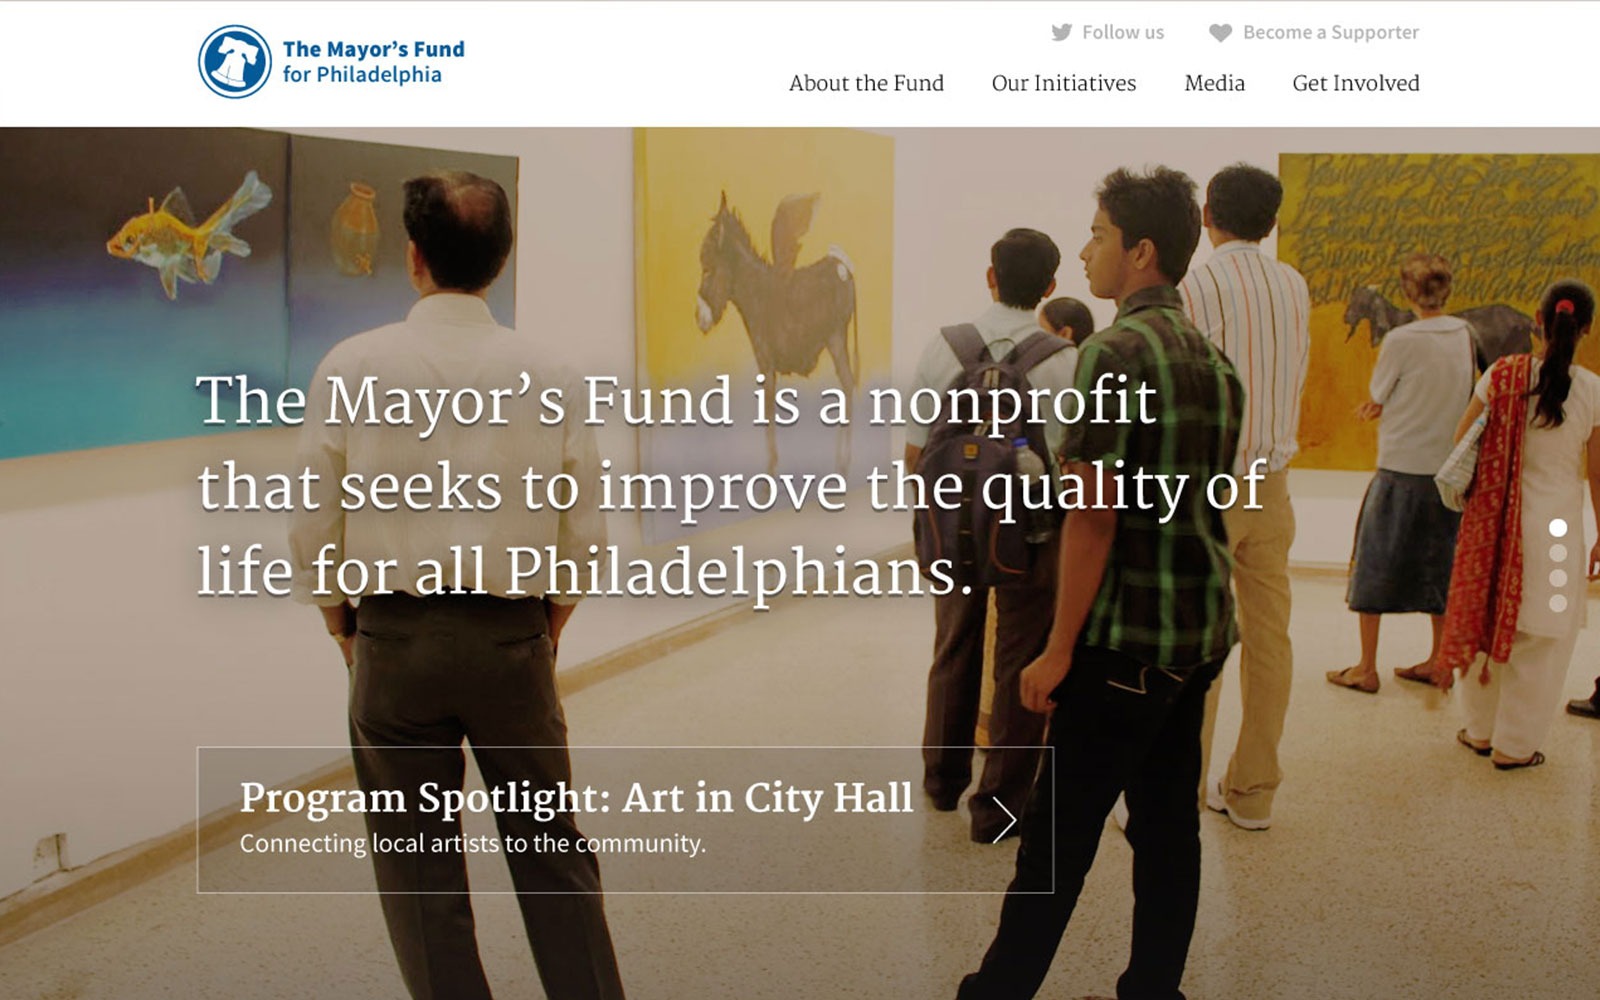 The Mayor’s Fund
for Philadelphia
Follow us
Become a Supporter
About the Fund
Our Initiatives
Media
Get Involved
The Mayor’s Fund is a nonprofit
that seeks to improve the quality of
life for all Philadelphians.
Program Spotlight: Art in City Hall
Connecting local artists to the community.